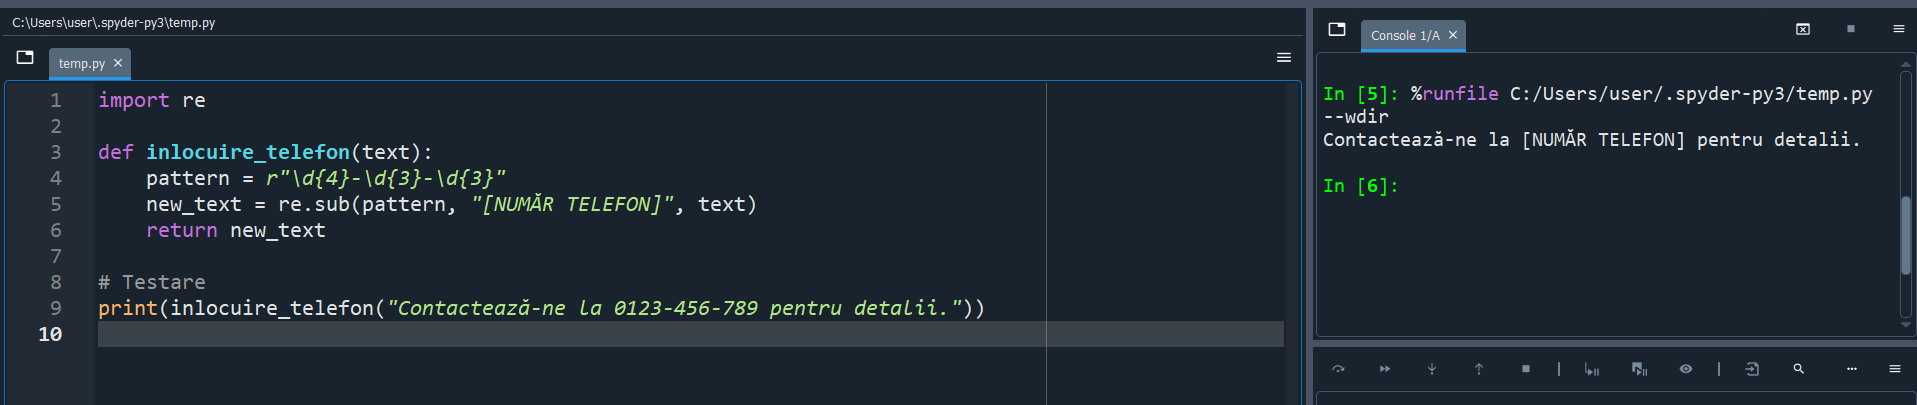 C:\Users\user\.spyder-py3\temp.py
temp.py
1 import re
2
3 def inlocuire_telefon(text):
4     pattern = r"\d{4}-\d{3}-\d{3}"
5     new_text = re.sub(pattern, "[NUMĂR TELEFON]", text)
6     return new_text
7
8 # Testare
9 print(inlocuire_telefon("Contactează-ne la 0123-456-789 pentru detalii."))
10
Console 1/A
In [5]: %runfile C:/Users/user/.spyder-py3/temp.py
--wdir
Contactează-ne la [NUMĂR TELEFON] pentru detalii.
In [6]: